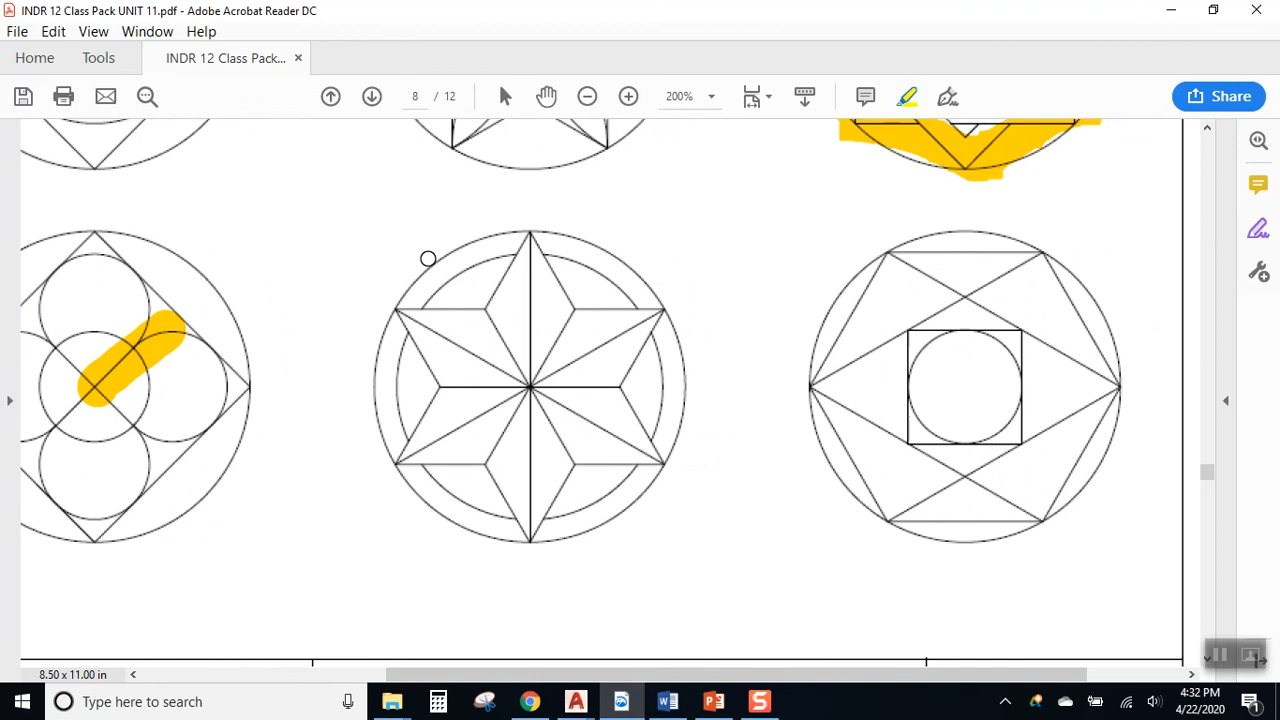 INDR 12 Class Pack UNIT 11.pdf - Adobe Acrobat Reader DC
File Edit View Window Help
Home Tools INDR 12 Class Pack... ×
8 / 12 200% Share
8.50 x 11.00 in
Type here to search
4:32 PM
4/22/2020
1